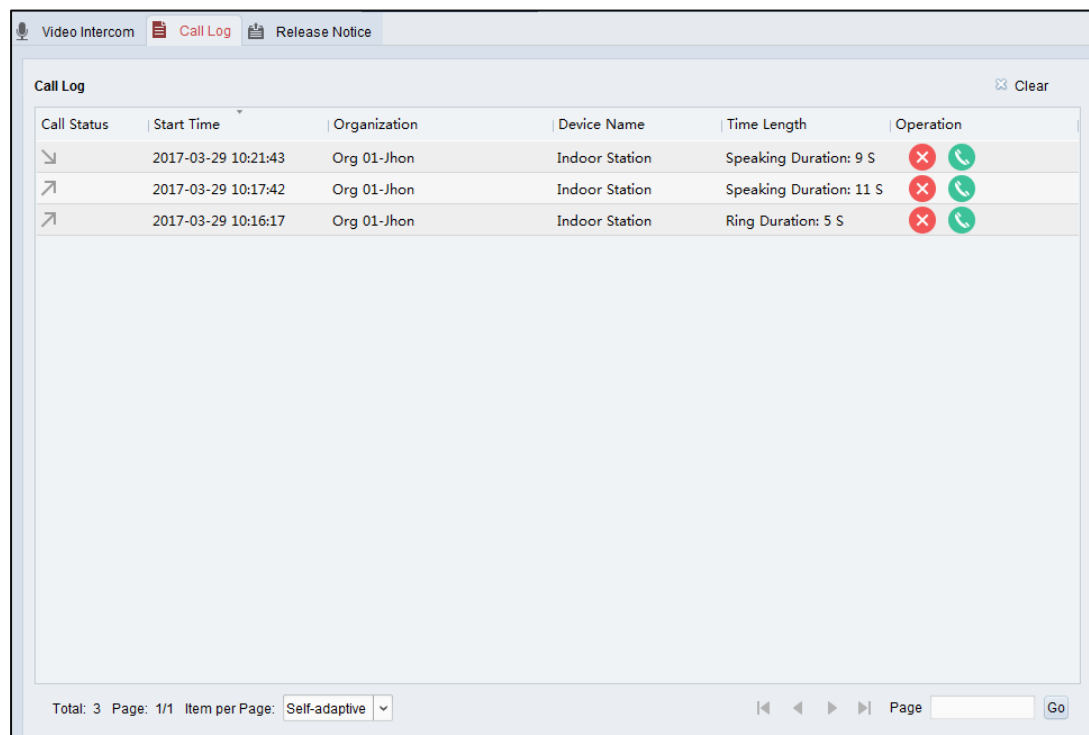 Video Intercom Call Log Release Notice
Call Log Clear
Call Status Start Time Organization Device Name Time Length Operation
2017-03-29 10:21:43 Org 01-Jhon Indoor Station Speaking Duration: 9 S
2017-03-29 10:17:42 Org 01-Jhon Indoor Station Speaking Duration: 11 S
2017-03-29 10:16:17 Org 01-Jhon Indoor Station Ring Duration: 5 S
Total: 3 Page: 1/1 Item per Page: Self-adaptive Page Go